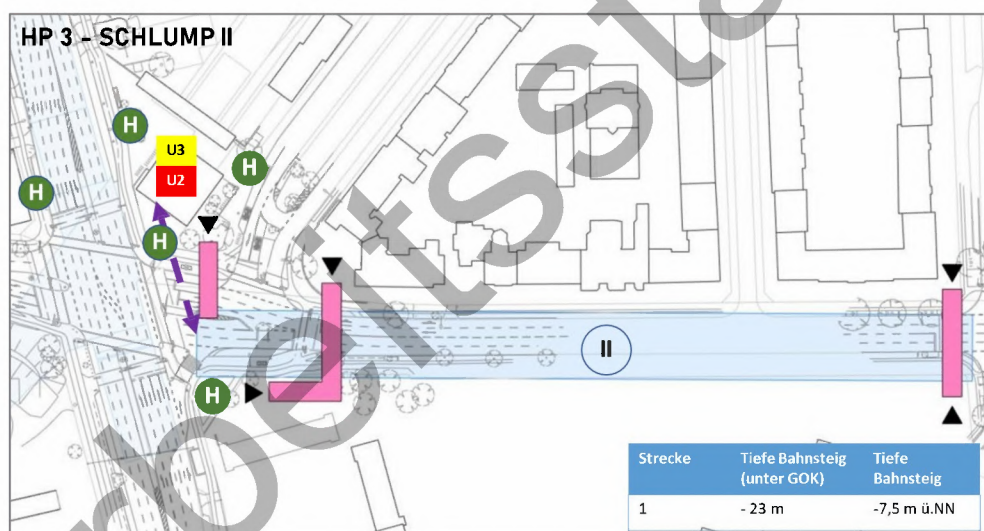 HP 3 - SCHLUMP II
H
U3
H
U2
H
H
II
H
Strecke Tiefe Bahnsteig (unter GOK) Tiefe Bahnsteig
1 - 23 m -7,5 m ü.NN